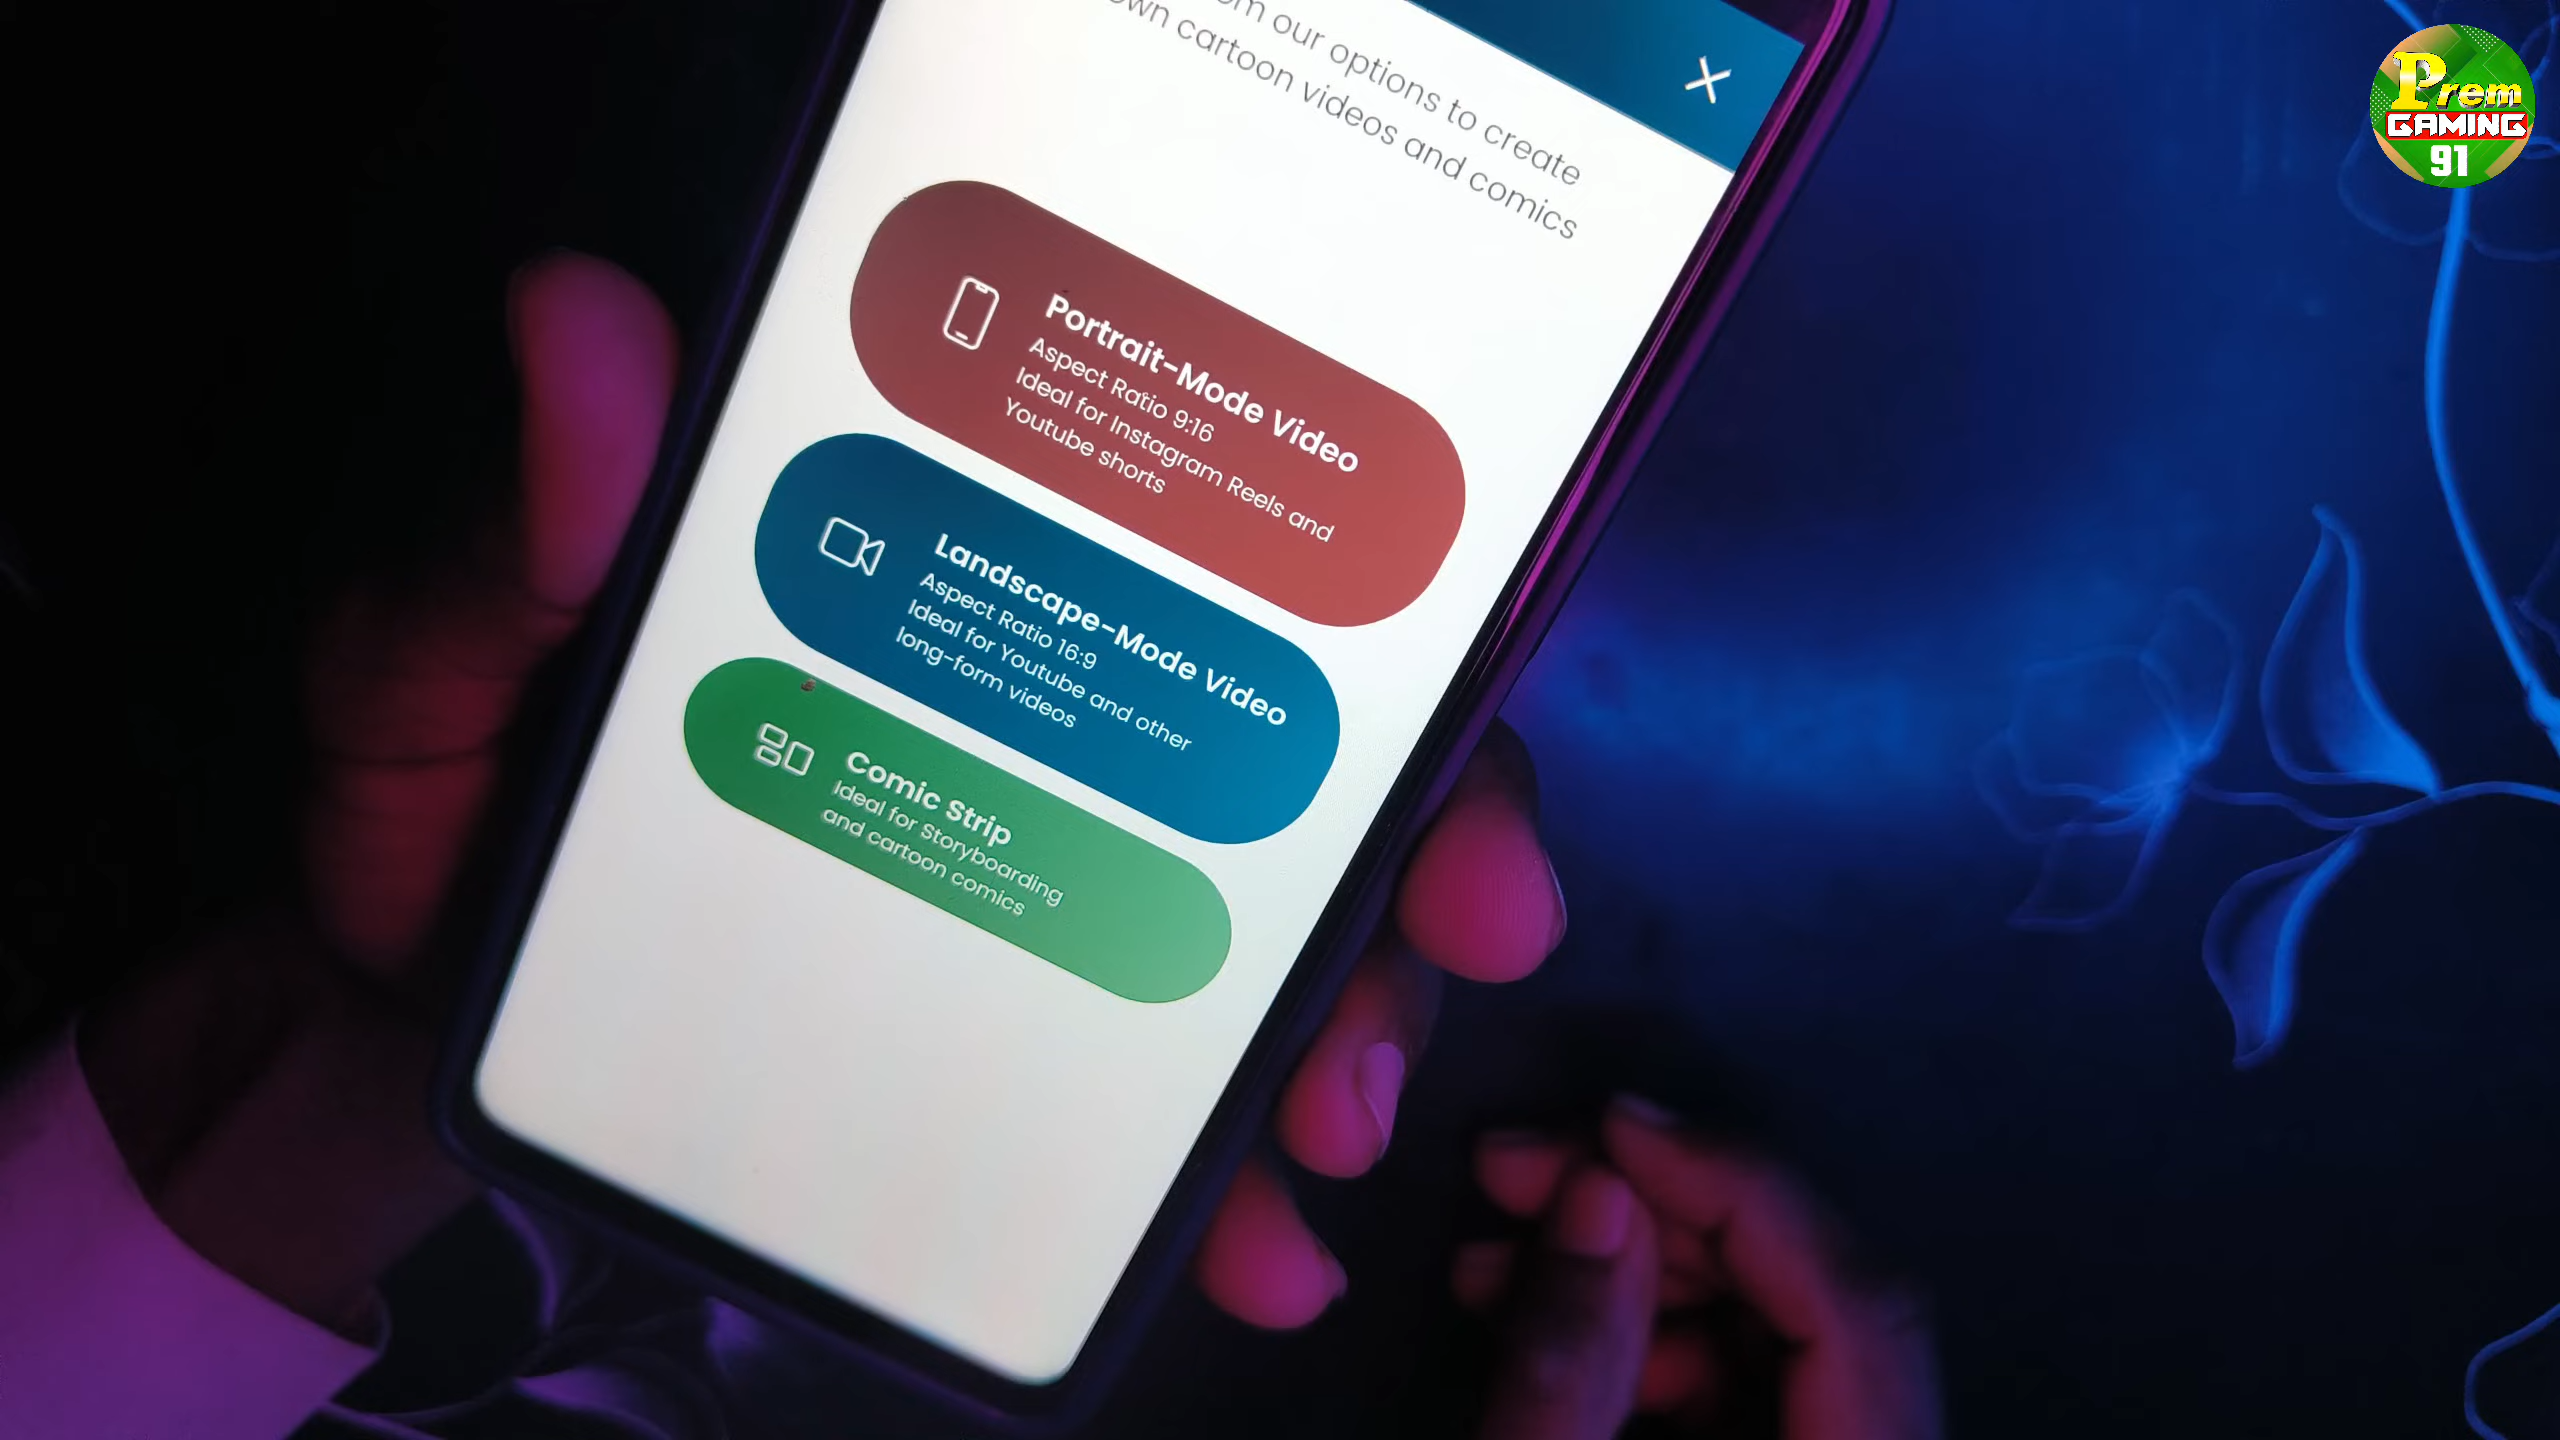 our options to create
cartoon videos and comics
Portrait-Mode Video
Aspect Ratio 9:16
Ideal for Instagram Reels and
Youtube shorts
Landscape-Mode Video
Aspect Ratio 16:9
Ideal for Youtube and other
long-form videos
Comic Strip
Ideal for Storyboarding
and cartoon comics
Prem
GAMING
91